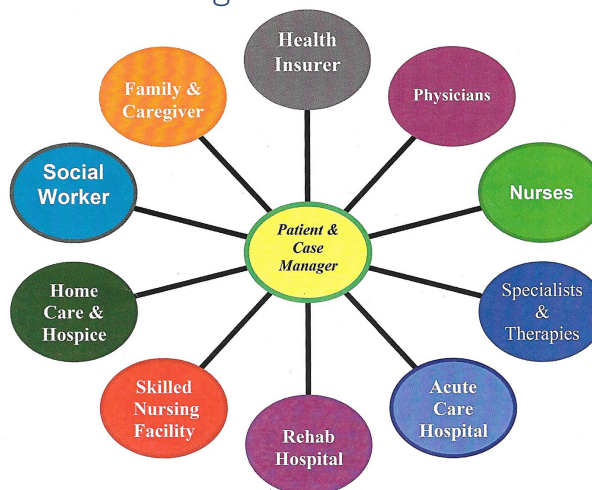 Health
Insurer
Physicians
Nurses
Specialists
&
Therapies
Acute
Care
Hospital
Rehab
Hospital
Skilled
Nursing
Facility
Home
Care &
Hospice
Social
Worker
Family &
Caregiver
Patient &
Case
Manager